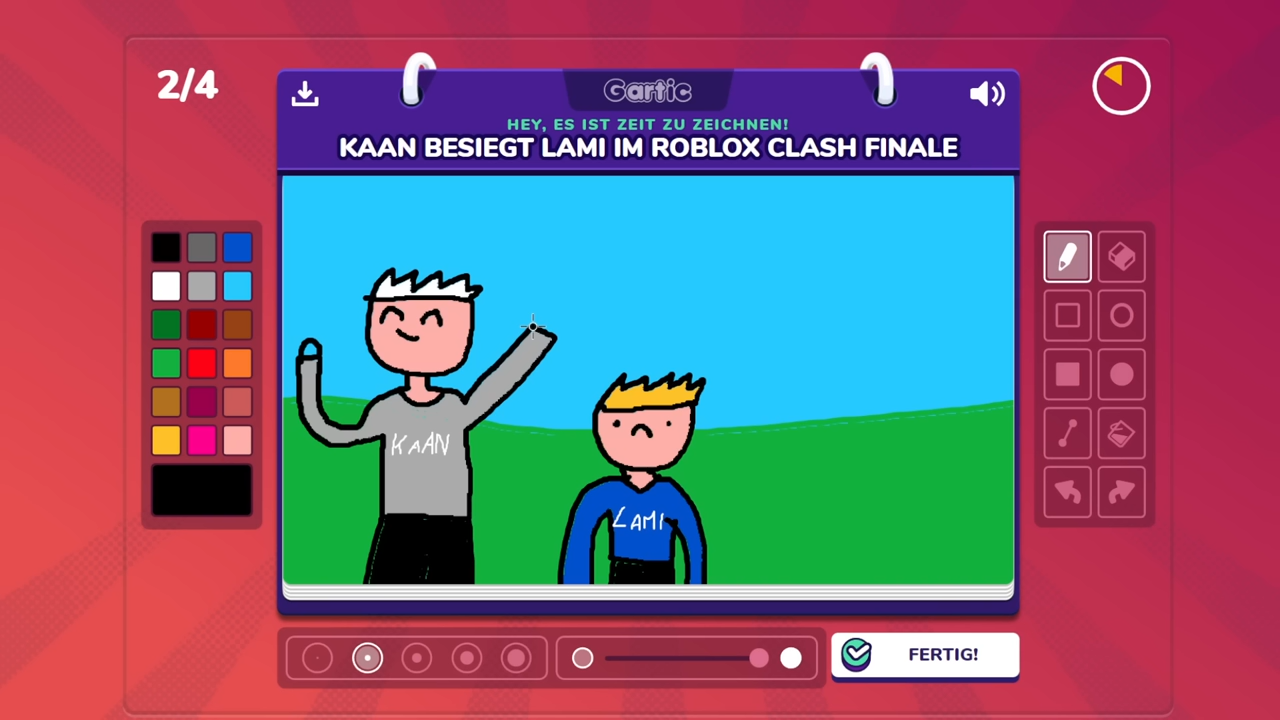 2/4
Gartic
HEY, ES IST ZEIT ZU ZEICHNEN!
KAAN BESIEGT LAMI IM ROBLOX CLASH FINALE
KAAN
LAMI
FERTIG!